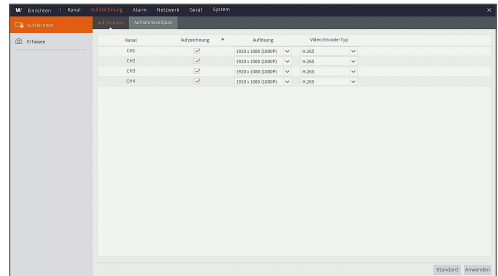 W Einrichten | Kanal Aufzeichnung Alarm Netzwerk Gerät System X
Aufzeichnen
Erfassen
Aufzeichnen Aufnahmezeitplan
Kanal Aufzeichnung Auflösung Video-Encode-Typ
CH1 1920 x 1080 (1080P) H.265
CH2 1920 x 1080 (1080P) H.265
CH3 1920 x 1080 (1080P) H.265
CH4 1920 x 1080 (1080P) H.265
Standard Anwenden